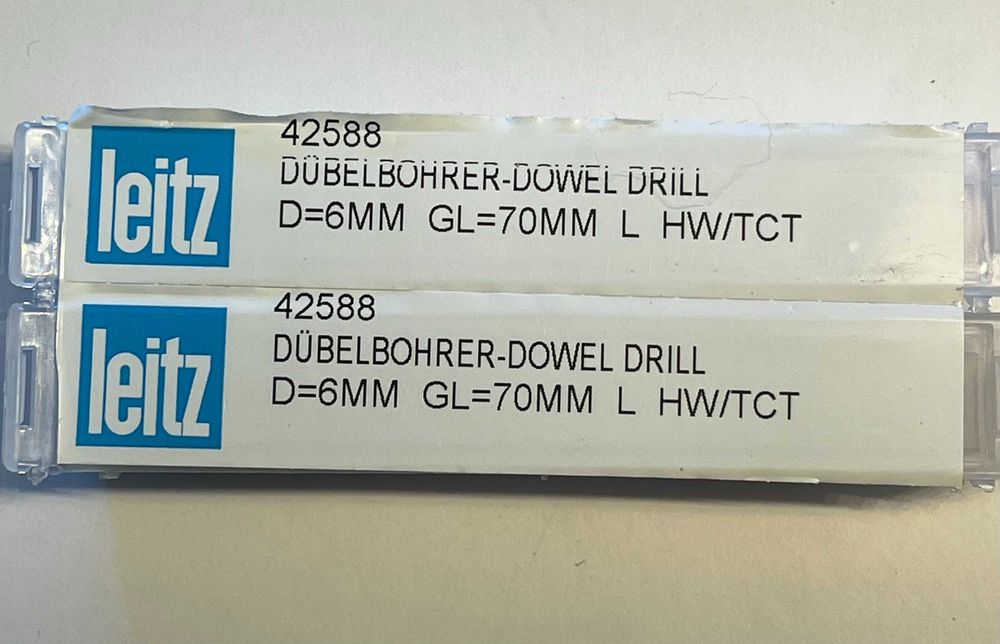 leitz
42588
DÜBELBOHRER-DOWEL DRILL
D=6MM GL=70MM L HW/TCT
leitz
42588
DÜBELBOHRER-DOWEL DRILL
D=6MM GL=70MM L HW/TCT